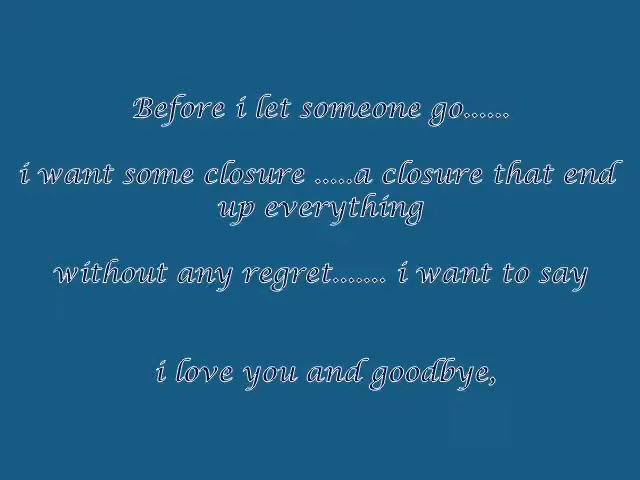 Before i let someone go......
i want some closure .....a closure that end
up everything
without any regret....... i want to say
i love you and goodbye,